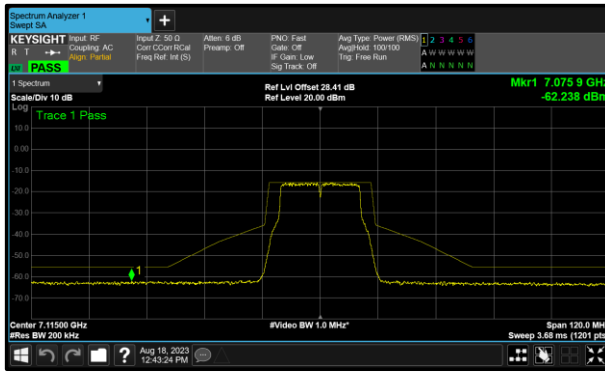 Spectrum Analyzer 1
Swept SA
+
KEYSIGHT
R T
LV PASS
Input: RF
Coupling: AC
Align: Partial
Input Z: 50 Ω
Corr CCorr RCal
Freq Ref: Int (S)
Atten: 6 dB
Preamp: Off
PNO: Fast
Gate: Off
IF Gain: Low
Sig Track: Off
Avg Type: Power (RMS)
Avg|Hold: 100/100
Trig: Free Run
1 2 3 4 5 6
A W W W W W
A N N N N N
1 Spectrum
Scale/Div 10 dB
Ref Lvl Offset 28.41 dB
Ref Level 20.00 dBm
Mkr1 7.075 9 GHz
-62.238 dBm
Log
Trace 1 Pass
10.0
0.00
-10.0
-20.0
-30.0
-40.0
-50.0
-60.0
-70.0
1
Center 7.11500 GHz
#Res BW 200 kHz
#Video BW 1.0 MHz*
Span 120.0 MHz
Sweep 3.68 ms (1201 pts)
?
Aug 18, 2023
12:43:24 PM